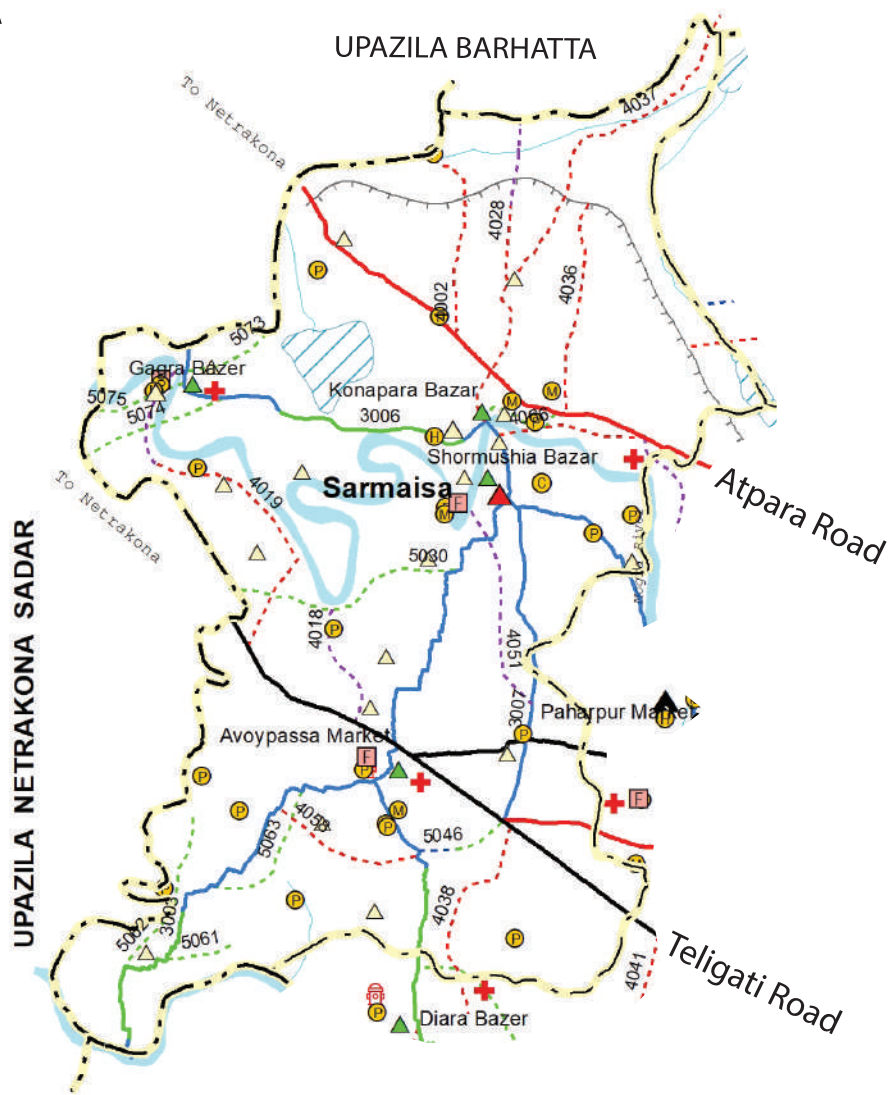 UPAZILA BARHATTA
To Netrakona
4037
4028
4002
4036
P
5073
Gagra Bazer
5075
5074
Konapara Bazar
3006
M
M
4066
P
H
Shormushia Bazar
P
4019
Sarmaisa
F
M
C
P
P
Atpara Road
To Netrakona
5030
4018
P
4051
3007
Paharpur Market
H
Avoypassa Market
F
P
P
P
F
P
M
P
4058
5063
5046
P
3003
5062
5061
4038
P
4041
Teligati Road
P
Diara Bazer
UPAZILA NETRAKONA SADAR